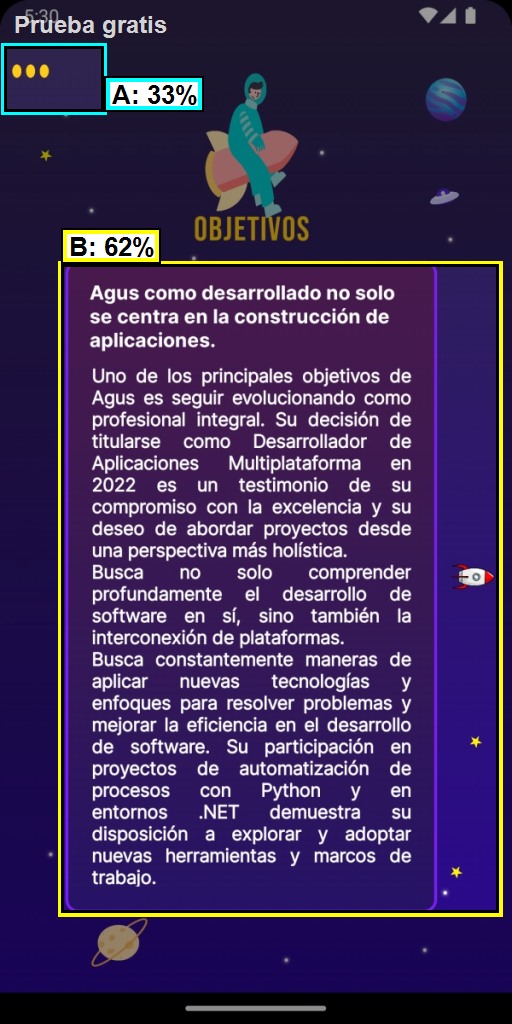 5:30
Prueba gratis
A: 33%
OBJETIVOS
B: 62%
Agus como desarrollado no solo
se centra en la construcción de
aplicaciones.
Uno de los principales objetivos de
Agus es seguir evolucionando como
profesional integral. Su decisión de
titularse como Desarrollador de
Aplicaciones Multiplataforma en
2022 es un testimonio de su
compromiso con la excelencia y su
deseo de abordar proyectos desde
una perspectiva más holística.
Busca no solo comprender
profundamente el desarrollo de
software en sí, sino también la
interconexión de plataformas.
Busca constantemente maneras de
aplicar nuevas tecnologías y
enfoques para resolver problemas y
mejorar la eficiencia en el desarrollo
de software. Su participación en
proyectos de automatización de
procesos con Python y en
entornos .NET demuestra su
disposición a explorar y adoptar
nuevas herramientas y marcos de
trabajo.